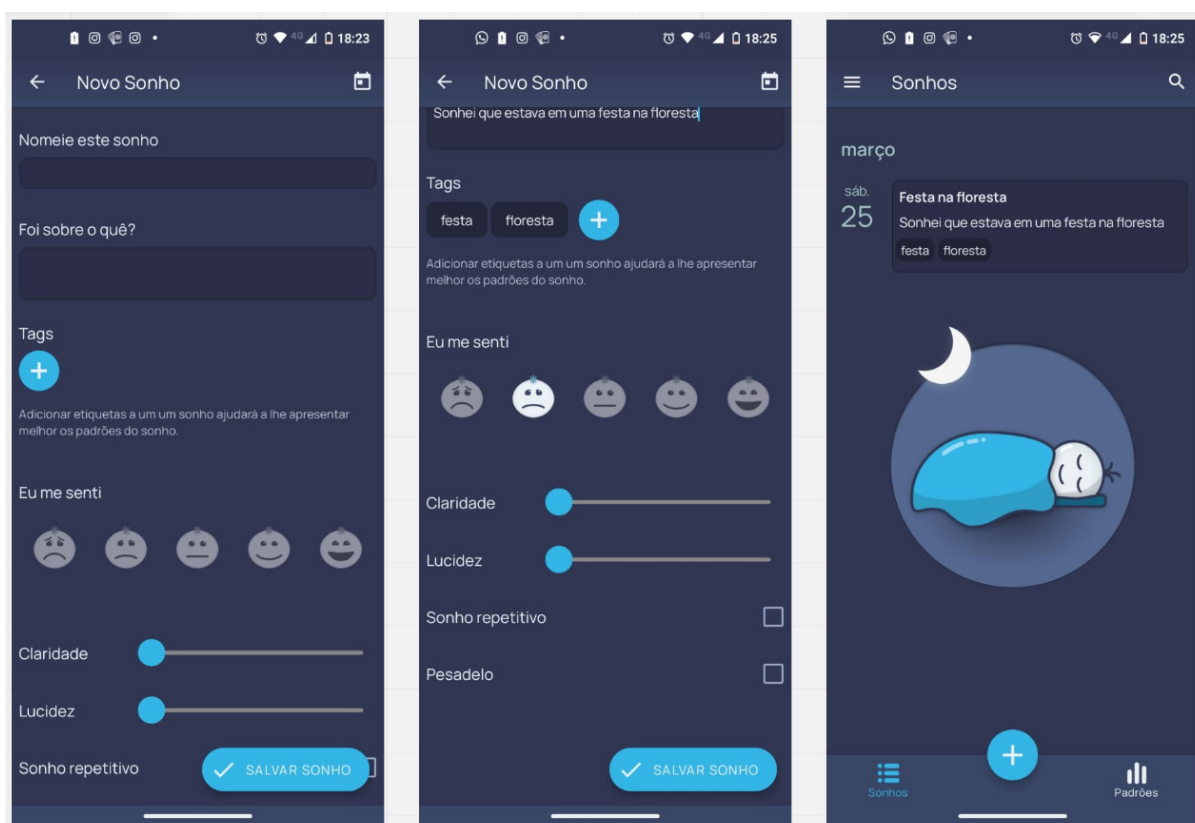 4G 18:23
Novo Sonho
Nomeie este sonho
Foi sobre o quê?
Tags
Adicionar etiquetas a um um sonho ajudará a lhe apresentar
melhor os padrões do sonho.
Eu me senti
Claridade
Lucidez
Sonho repetitivo
SALVAR SONHO
4G 18:25
Novo Sonho
Sonhei que estava em uma festa na floresta
Tags
festa floresta
Adicionar etiquetas a um um sonho ajudará a lhe apresentar
melhor os padrões do sonho.
Eu me senti
Claridade
Lucidez
Sonho repetitivo
Pesadelo
SALVAR SONHO
4G 18:25
Sonhos
março
sáb.
25
Festa na floresta
Sonhei que estava em uma festa na floresta
festa floresta
Sonhos Padrões